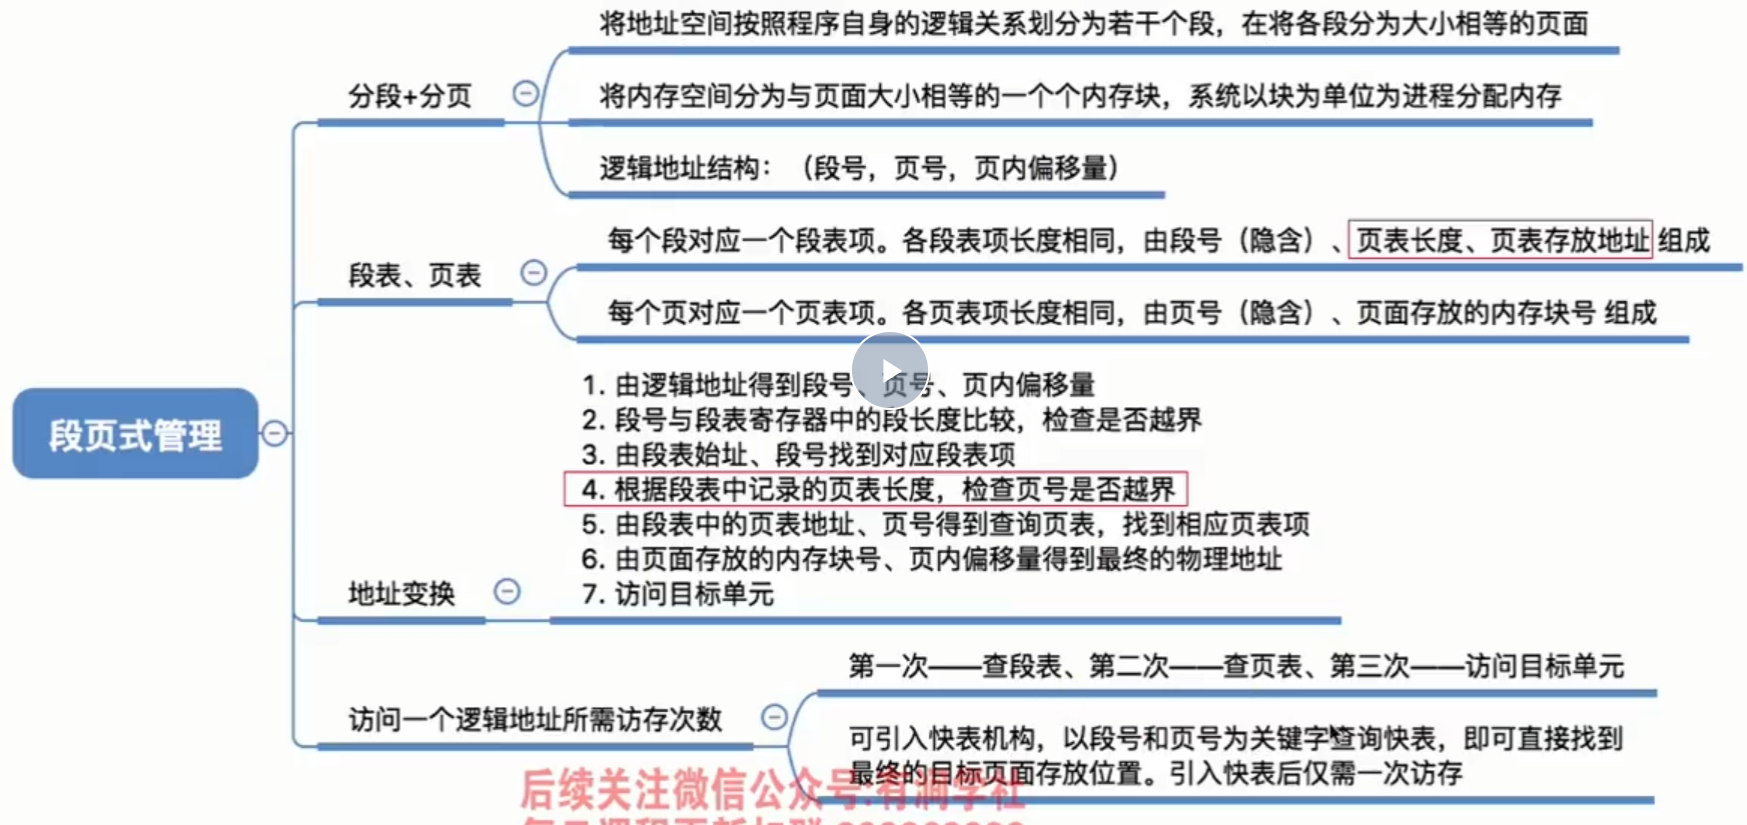 将地址空间按照程序自身的逻辑关系划分为若干个段，在将各段分为大小相等的页面
分段+分页
将内存空间分为与页面大小相等的一个个内存块，系统以块为单位为进程分配内存
逻辑地址结构：（段号，页号，页内偏移量）
每个段对应一个段表项。各段表项长度相同，由段号（隐含）、页表长度、页表存放地址 组成
段表、页表
每个页对应一个页表项。各页表项长度相同，由页号（隐含）、页面存放的内存块号 组成
段页式管理
1. 由逻辑地址得到段号、页号、页内偏移量
2. 段号与段表寄存器中的段长度比较，检查是否越界
3. 由段表始址、段号找到对应段表项
4. 根据段表中记录的页表长度，检查页号是否越界
5. 由段表中的页表地址、页号得到查询页表，找到相应页表项
6. 由页面存放的内存块号、页内偏移量得到最终的物理地址
7. 访问目标单元
地址变换
第一次——查段表、第二次——查页表、第三次——访问目标单元
访问一个逻辑地址所需访存次数
可引入快表机构，以段号和页号为关键字查询快表，即可直接找到
最终的目标页面存放位置。引入快表后仅需一次访存
后续关注微信公众号:有润学社